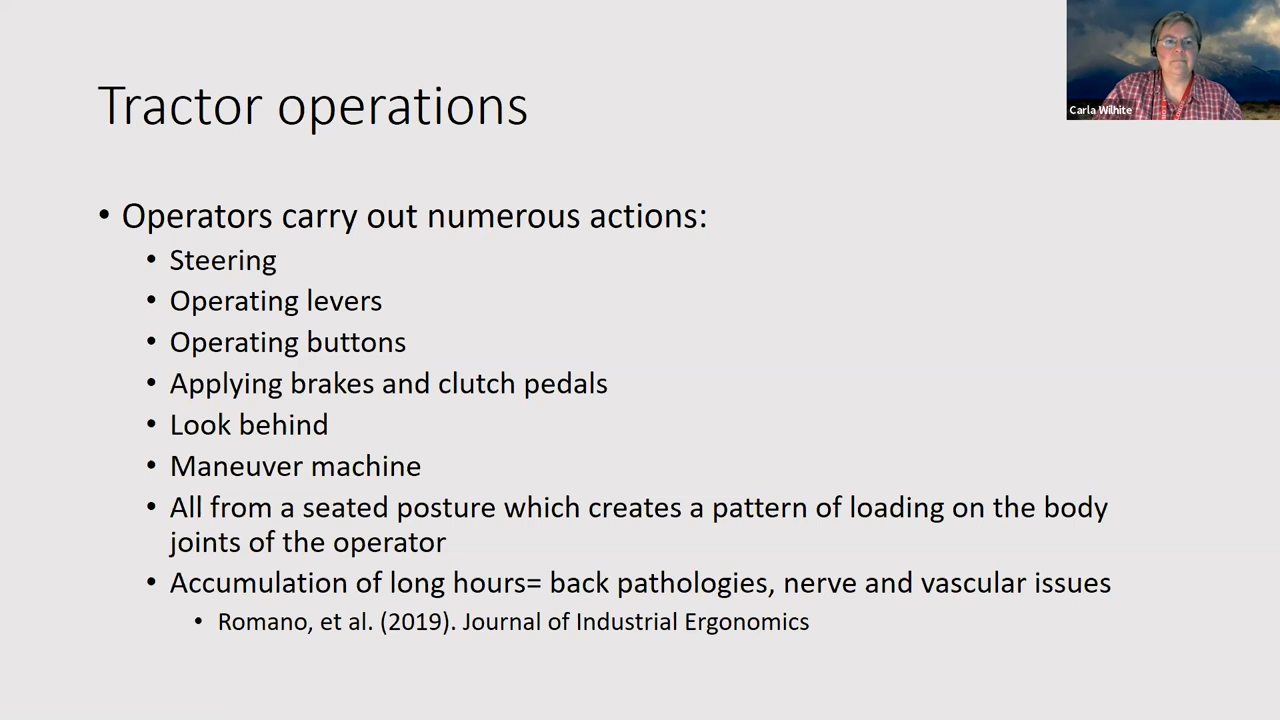 Tractor operations
Carla Wilhite
• Operators carry out numerous actions:
• Steering
• Operating levers
• Operating buttons
• Applying brakes and clutch pedals
• Look behind
• Maneuver machine
• All from a seated posture which creates a pattern of loading on the body
joints of the operator
• Accumulation of long hours= back pathologies, nerve and vascular issues
• Romano, et al. (2019). Journal of Industrial Ergonomics